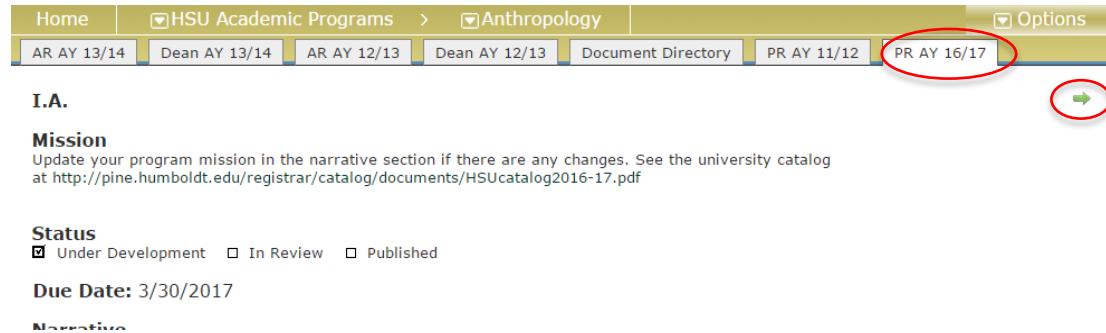 Home HSU Academic Programs > Anthropology Options
AR AY 13/14 Dean AY 13/14 AR AY 12/13 Dean AY 12/13 Document Directory PR AY 11/12 PR AY 16/17
I.A.
Mission
Update your program mission in the narrative section if there are any changes. See the university catalog
at http://pine.humboldt.edu/registrar/catalog/documents/HSUcatalog2016-17.pdf
Status
Under Development In Review Published
Due Date: 3/30/2017
Narrative